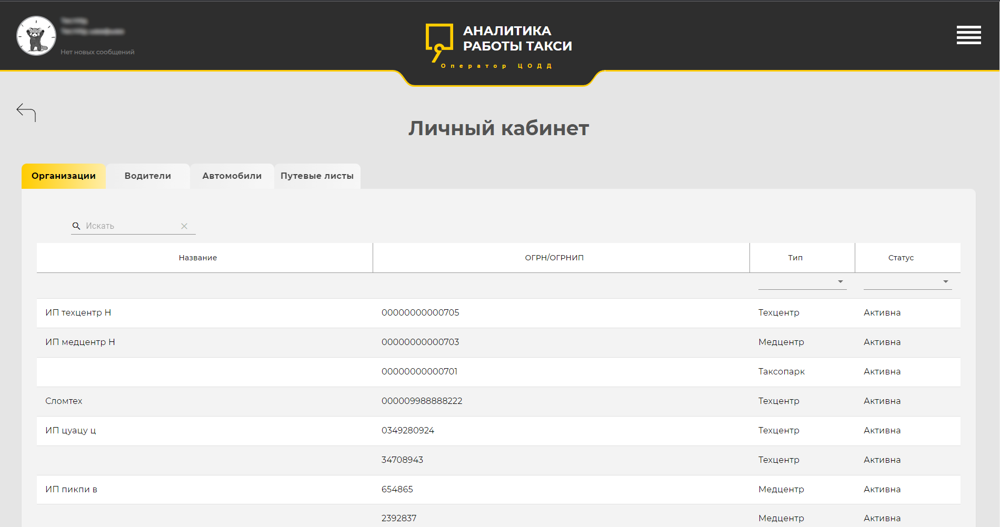 Нет новых сообщений
АНАЛИТИКА
РАБОТЫ ТАКСИ
Оператор ЦОДД
Личный кабинет
Организации Водители Автомобили Путевые листы
Искать
Название ОГРН/ОГРНИП Тип Статус
ИП техцентр Н 00000000000705 Техцентр Активна
ИП медцентр Н 00000000000703 Медцентр Активна
00000000000701 Таксопарк Активна
Сломтех 000009988888222 Техцентр Активна
ИП цуацу ц 0349280924 Техцентр Активна
34708943 Техцентр Активна
ИП пикпи в 654865 Медцентр Активна
2392837 Медцентр Активна